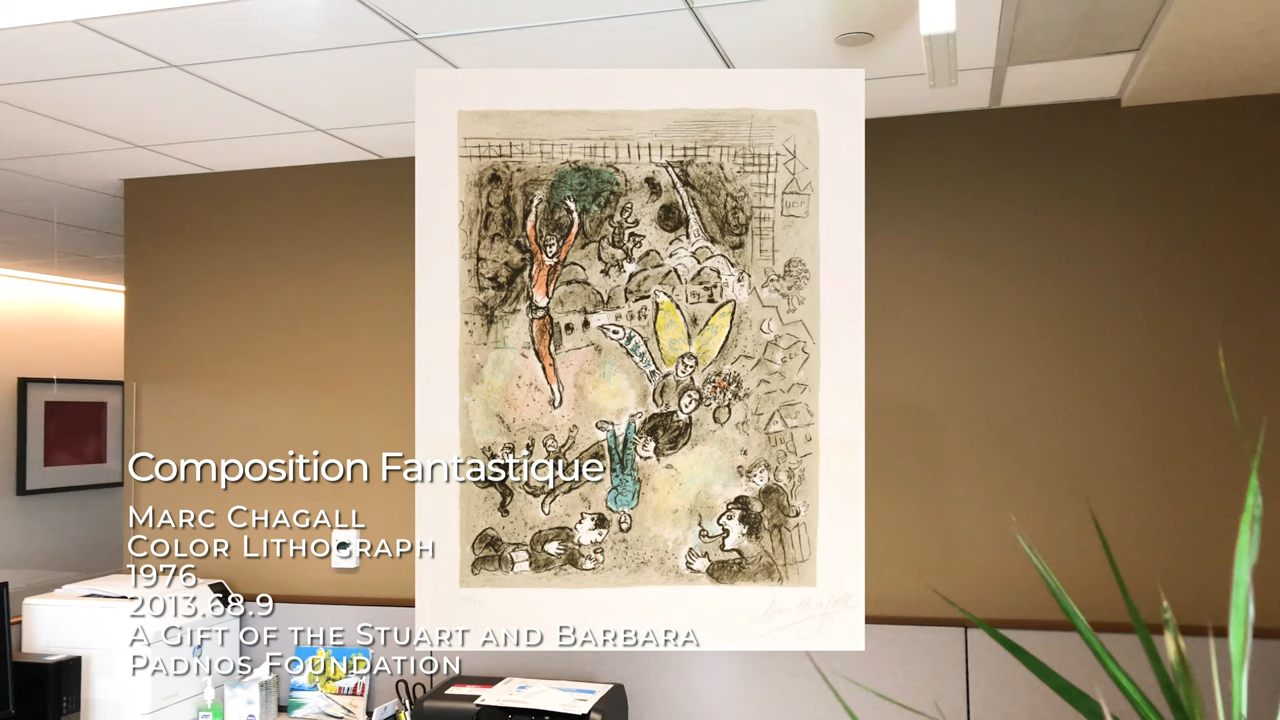 Composition Fantastique
Marc Chagall
Color Lithograph
1976
2013.68.9
A Gift of the Stuart and Barbara
Padnos Foundation